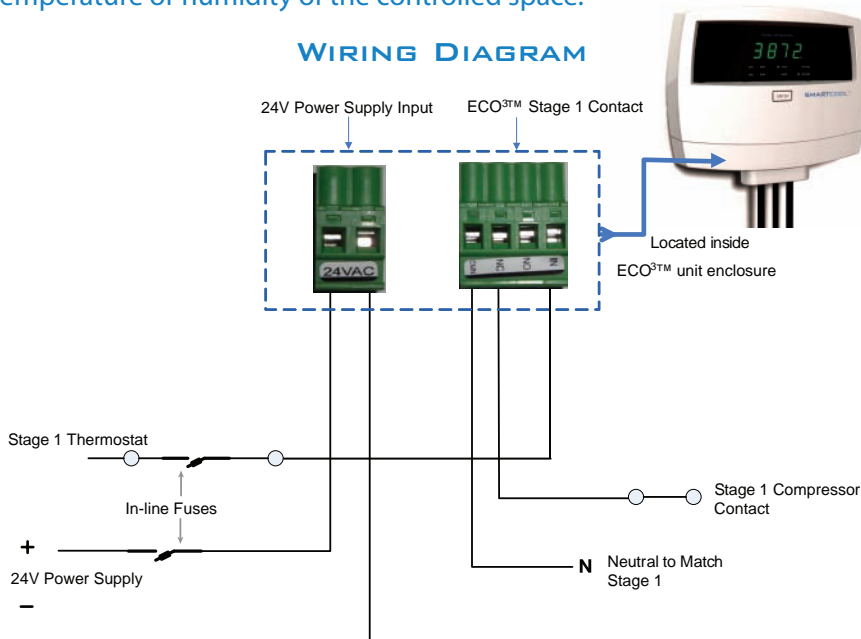 temperature or humidity of the controlled space.
WIRING DIAGRAM
3872
SMARTCOOL
24V Power Supply Input
ECO³™ Stage 1 Contact
24VAC
NC
NO
IN
Located inside
ECO³™ unit enclosure
Stage 1 Thermostat
In-line Fuses
+
24V Power Supply
–
Stage 1 Compressor
Contact
N
Neutral to Match
Stage 1